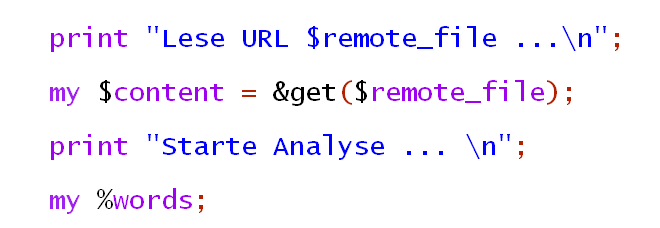 print "Lese URL $remote_file ...\n";
my $content = &get($remote_file);
print "Starte Analyse ... \n";
my %words;